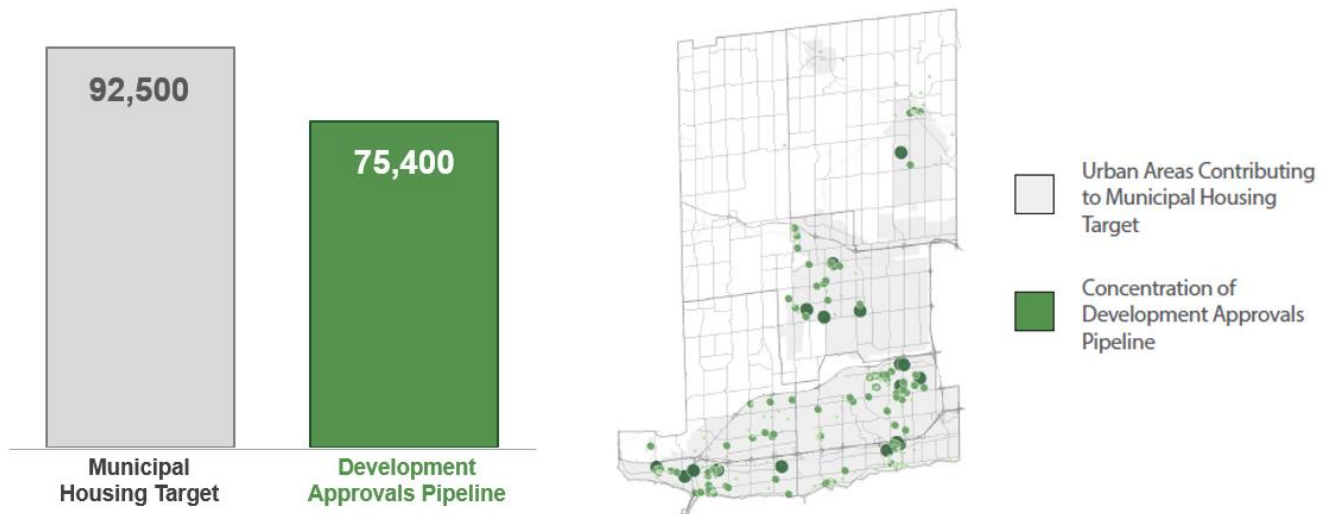 92,500
75,400
Municipal
Housing Target
Development
Approvals Pipeline
Urban Areas Contributing
to Municipal Housing
Target
Concentration of
Development Approvals
Pipeline